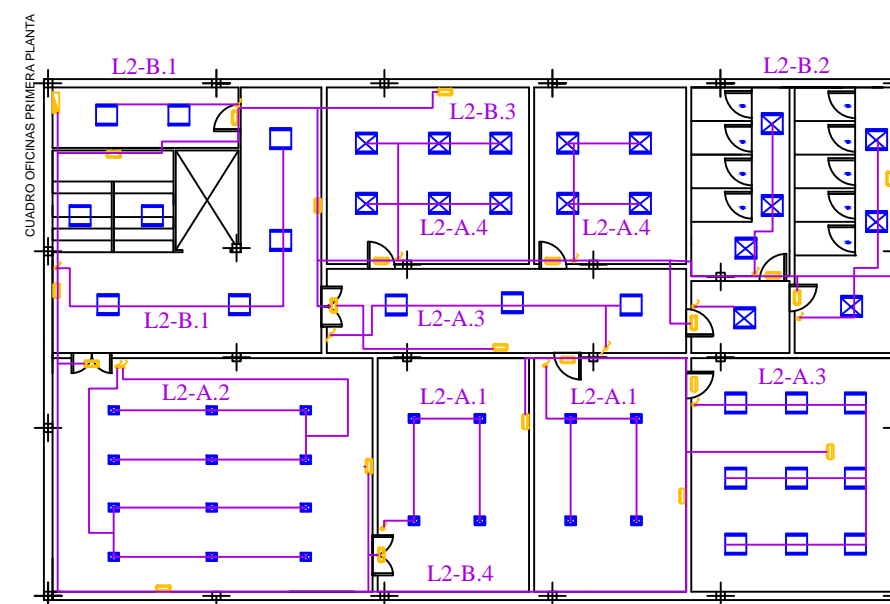 CUADRO OFICINAS PRIMERA PLANTA
L2-B.1
L2-B.2
L2-B.3
L2-A.4
L2-A.4
L2-B.1
L2-A.3
L2-A.2
L2-A.1
L2-A.1
L2-A.3
L2-B.4